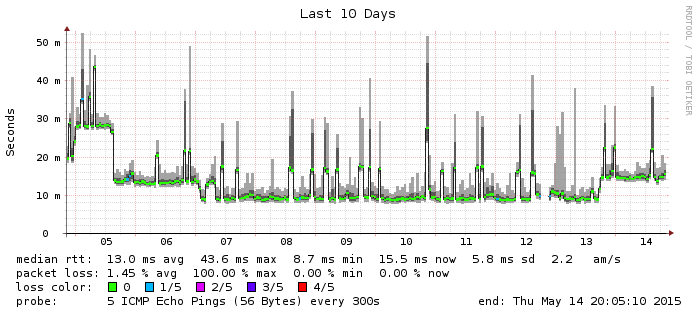 Last 10 Days
RRDTOOL / TOBI OETIKER
Seconds
50 m
40 m
30 m
20 m
10 m
0
05 06 07 08 09 10 11 12 13 14
median rtt: 13.0 ms avg 43.6 ms max 8.7 ms min 15.5 ms now 5.8 ms sd 2.2 am/s
packet loss: 1.45 % avg 100.00 % max 0.00 % min 0.00 % now
loss color: 0 1/5 2/5 3/5 4/5
probe: 5 ICMP Echo Pings (56 Bytes) every 300s end: Thu May 14 20:05:10 2015